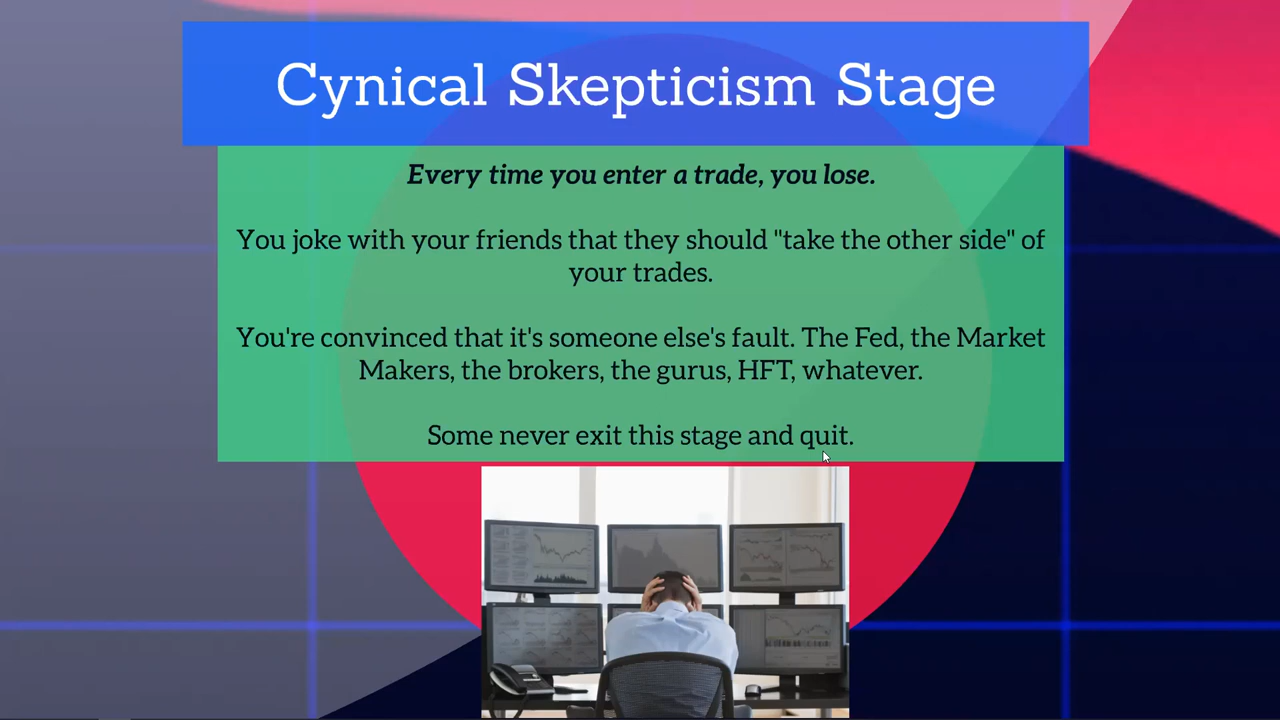 Cynical Skepticism Stage
Every time you enter a trade, you lose.
You joke with your friends that they should "take the other side" of
your trades.
You're convinced that it's someone else's fault. The Fed, the Market
Makers, the brokers, the gurus, HFT, whatever.
Some never exit this stage and quit.